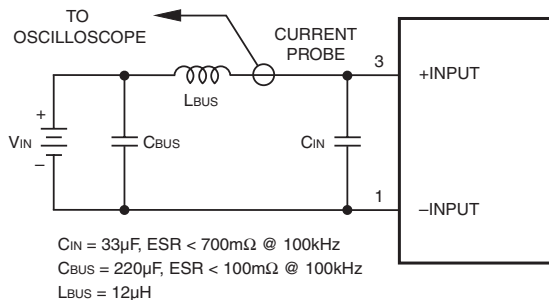 TO
OSCILLOSCOPE
CURRENT
PROBE
LBUS
3
+INPUT
+
VIN
–
CBUS
CIN
1
–INPUT
CIN = 33µF, ESR < 700mΩ @ 100kHz
CBUS = 220µF, ESR < 100mΩ @ 100kHz
LBUS = 12µH